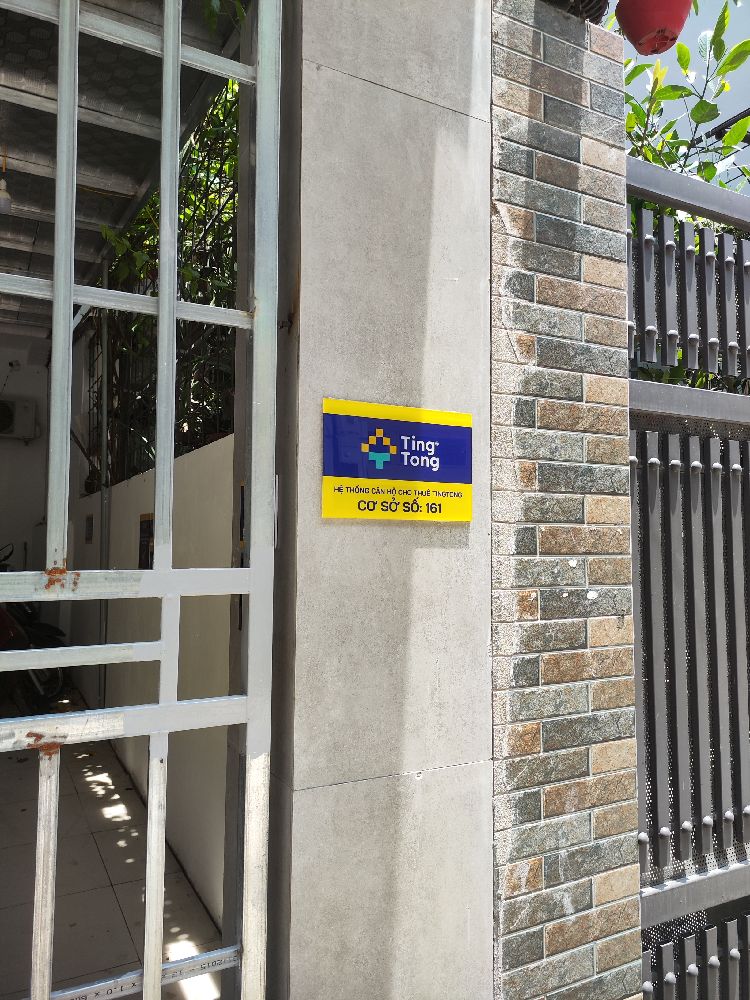 Ting
Tong
HỆ THỐNG CĂN HỘ CHO THUÊ TINGTONG
CƠ SỞ SỐ: 161